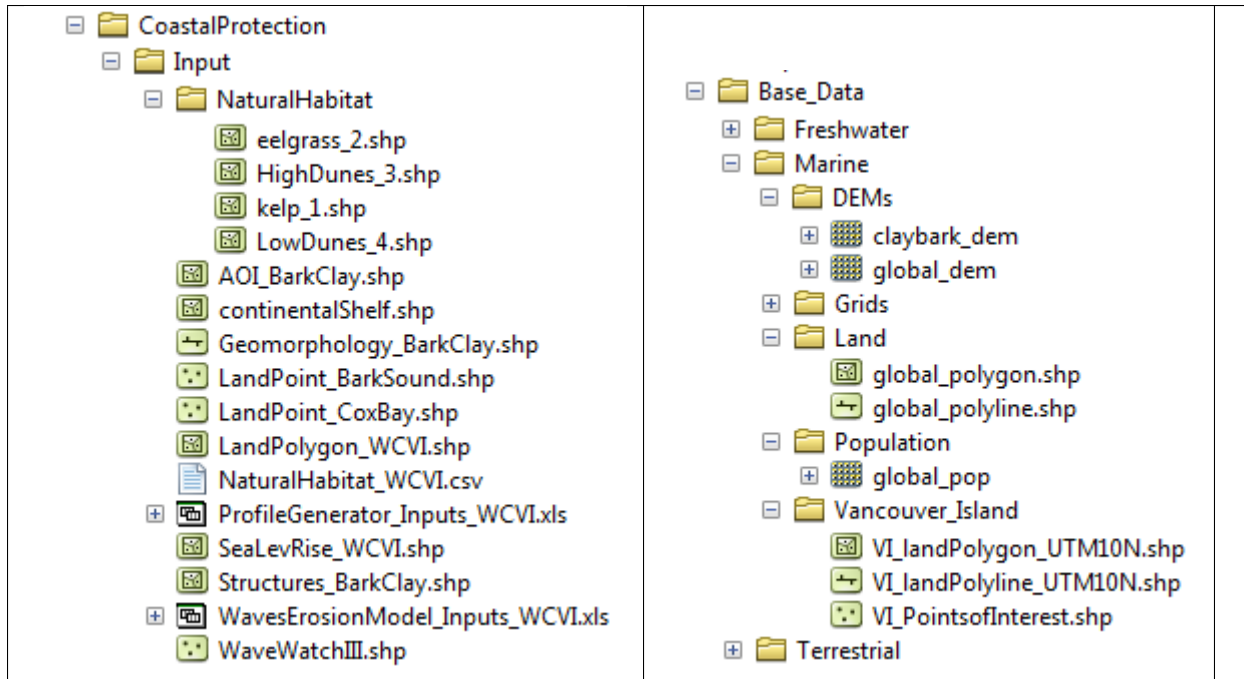 CoastalProtection
Input
NaturalHabitat
eelgrass_2.shp
HighDunes_3.shp
kelp_1.shp
LowDunes_4.shp
AOI_BarkClay.shp
continentalShelf.shp
Geomorphology_BarkClay.shp
LandPoint_BarkSound.shp
LandPoint_CoxBay.shp
LandPolygon_WCVI.shp
NaturalHabitat_WCVI.csv
ProfileGenerator_Inputs_WCVI.xls
SeaLevRise_WCVI.shp
Structures_BarkClay.shp
WavesErosionModel_Inputs_WCVI.xls
WaveWatchIII.shp
Base_Data
Freshwater
Marine
DEMs
claybark_dem
global_dem
Grids
Land
global_polygon.shp
global_polyline.shp
Population
global_pop
Vancouver_Island
VI_landPolygon_UTM10N.shp
VI_landPolyline_UTM10N.shp
VI_PointsofInterest.shp
Terrestrial